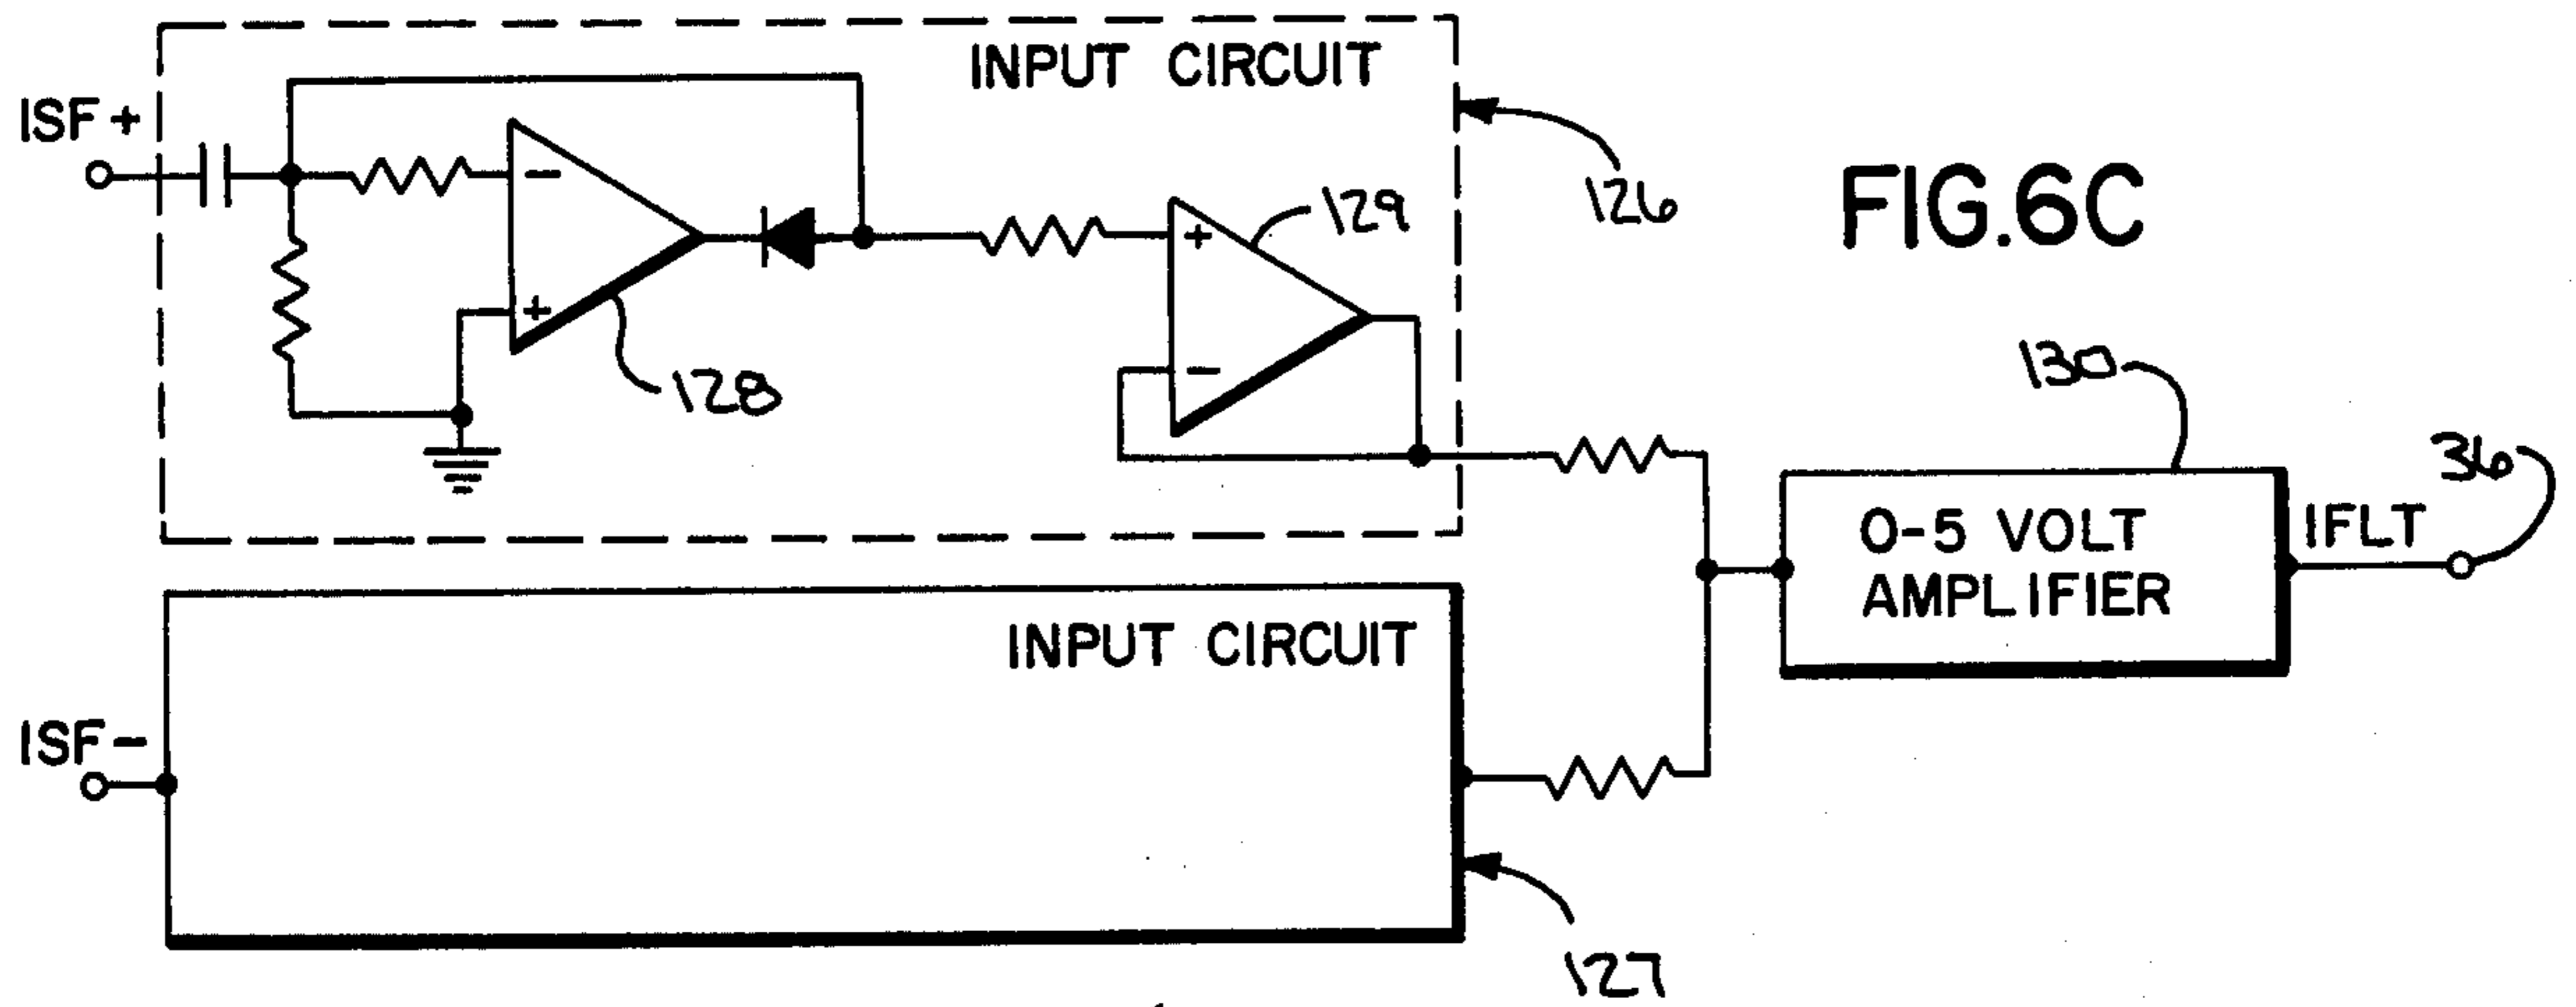 INPUT CIRCUIT
ISF+
−
+
128
+
−
129
126
FIG.6C
130
36
0-5 VOLT
AMPLIFIER
IFLT
INPUT CIRCUIT
ISF-
127